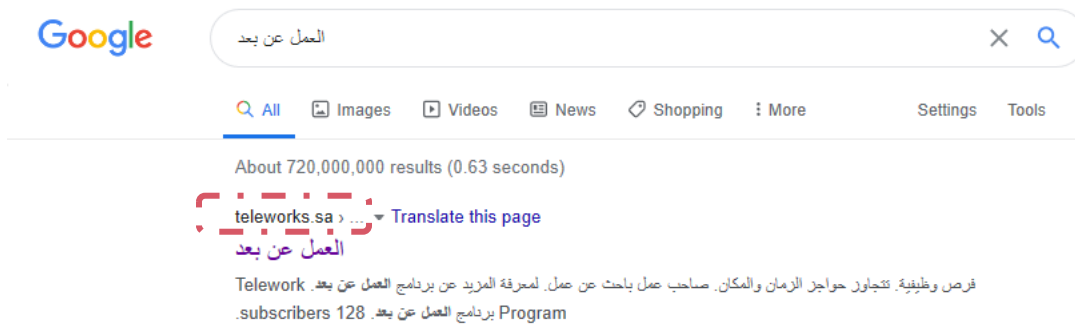 Google
العمل عن بعد
All Images Videos News Shopping More Settings Tools
About 720,000,000 results (0.63 seconds)
teleworks.sa › ... Translate this page
العمل عن بعد
فرص وظيفية. تتجاوز حواجز الزمان والمكان. صاحب عمل باحث عن عمل. لمعرفة المزيد عن برنامج العمل عن بعد. Telework
Program برنامج العمل عن بعد. 128 subscribers.